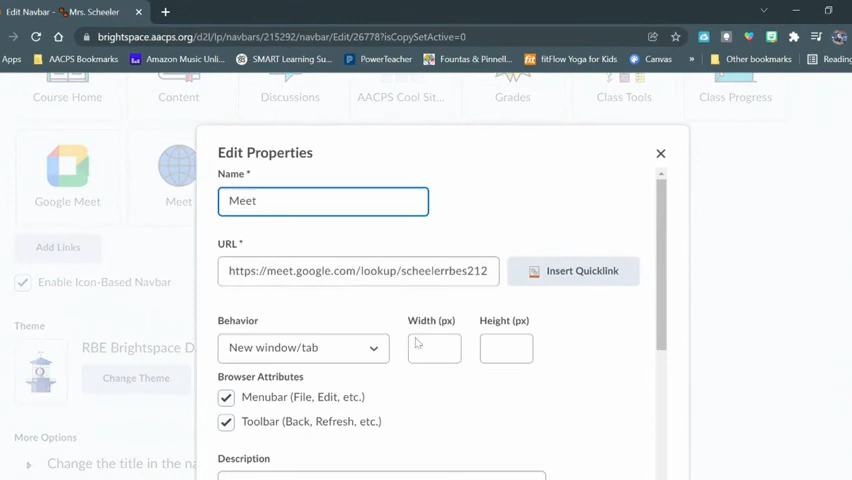 Edit Navbar - Mrs. Scheeler
brightspace.aacps.org/d2l/lp/navbars/215292/navbar/Edit/26778?isCopySetActive=0
Apps AACPS Bookmarks Amazon Music Unli... SMART Learning Su... PowerTeacher Fountas & Pinnell... fitFlow Yoga for Kids Canvas » Other bookmarks Reading
Course Home Content Discussions AACPS Cool Sit... Grades Class Tools Class Progress
Edit Properties
Name *
Meet
Google Meet Meet
URL *
Add Links
https://meet.google.com/lookup/scheelerrbes212 Insert Quicklink
Enable Icon-Based Navbar
Theme
Behavior Width (px) Height (px)
RBE Brightspace D
New window/tab
Change Theme
Browser Attributes
Menubar (File, Edit, etc.)
Toolbar (Back, Refresh, etc.)
More Options
Description
Change the title in the na